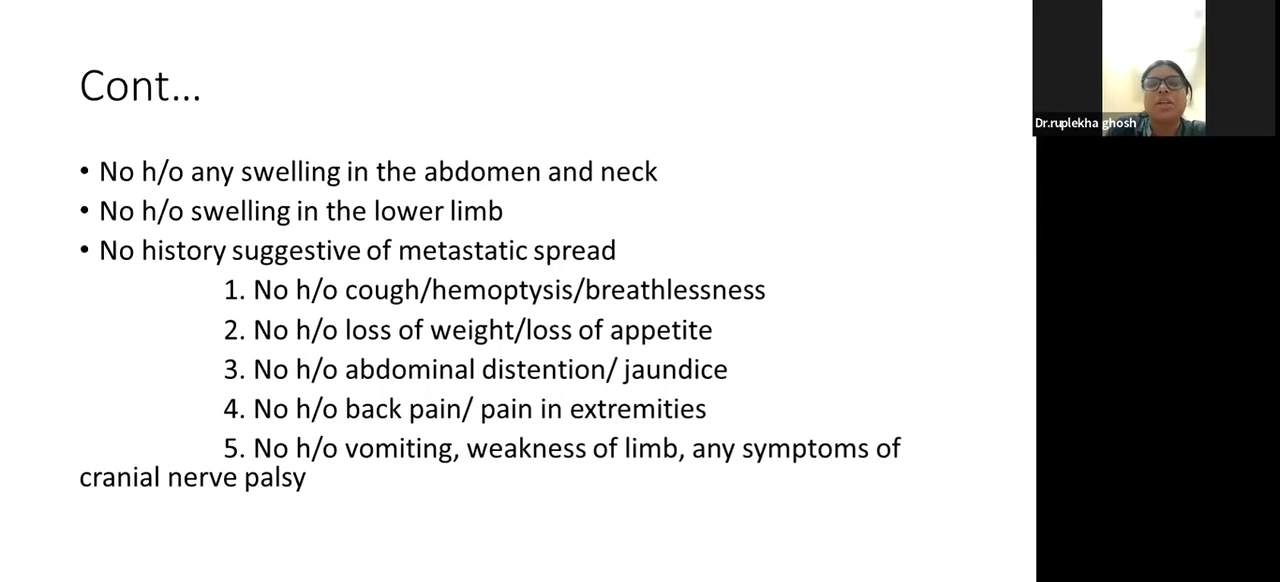 Cont...
• No h/o any swelling in the abdomen and neck
• No h/o swelling in the lower limb
• No history suggestive of metastatic spread
1. No h/o cough/hemoptysis/breathlessness
2. No h/o loss of weight/loss of appetite
3. No h/o abdominal distention/ jaundice
4. No h/o back pain/ pain in extremities
5. No h/o vomiting, weakness of limb, any symptoms of
cranial nerve palsy
Dr.ruplekha ghosh